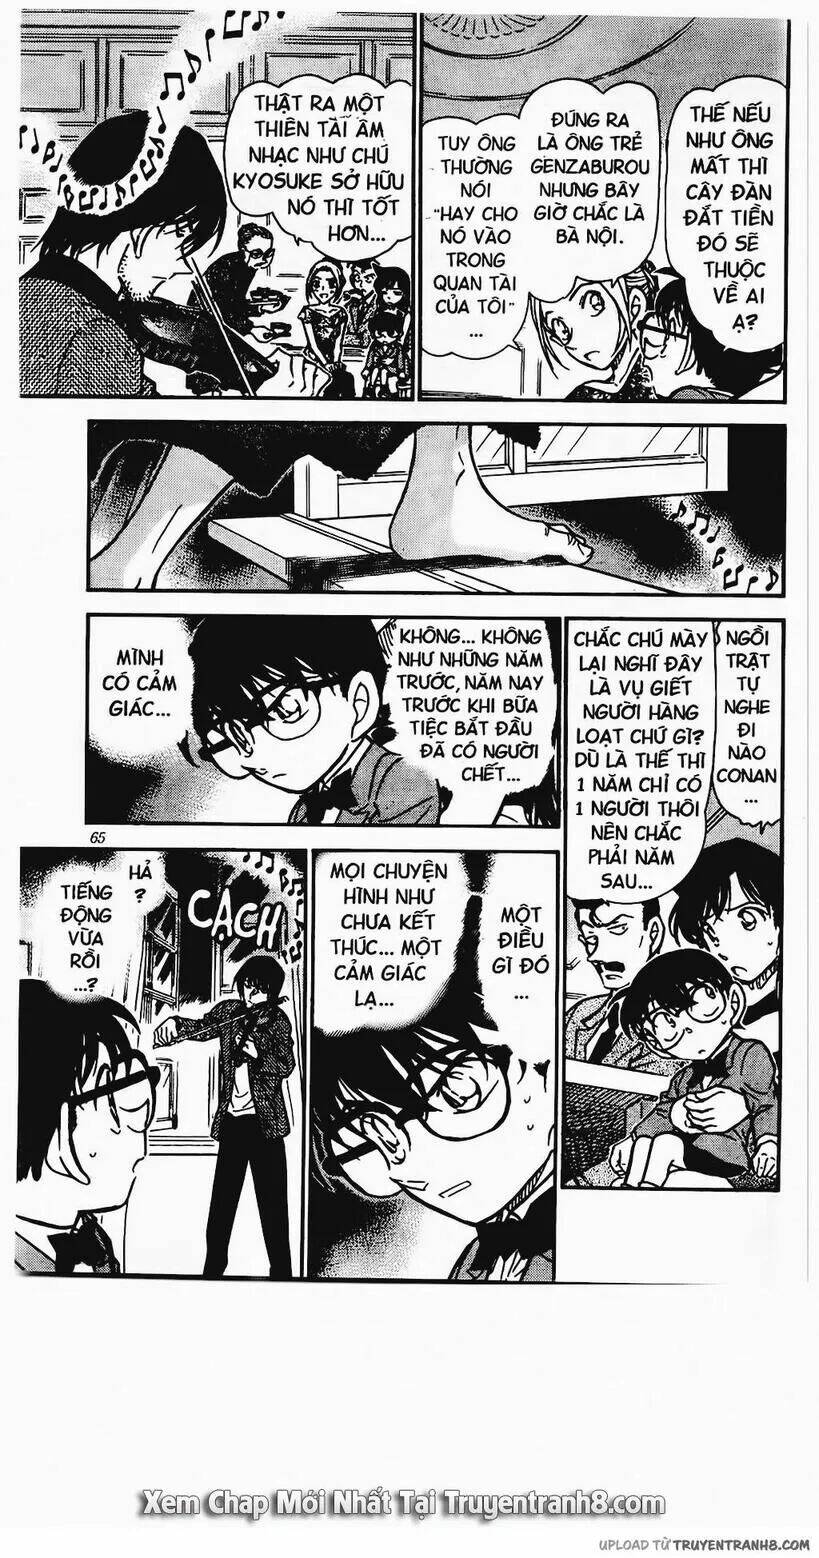 THẾ NẾU
NHƯ ÔNG
MẤT THÌ
CÂY ĐÀN
ĐẮT TIỀN
ĐÓ SẼ
THUỘC
VỀ AI
Ạ?
ĐỨNG RA
LÀ ÔNG TRẺ
GENZABUROU
NHƯNG BÂY
GIỜ CHẮC LÀ
BÀ NỘI.
TUY ÔNG
THƯỜNG
NÓI
"HAY CHO
NÓ VÀO
TRONG
QUAN TÀI
CỦA TÔI"
...
THẬT RA MỘT
THIÊN TÀI ÂM
NHẠC NHƯ CHÚ
KYOSUKE SỞ HỮU
NÓ THÌ TỐT
HƠN...
NGỒI
TRẬT
TỰ
NGHE
ĐI
NÀO
CONAN
...
CHẮC CHÚ MÀY
LẠI NGHĨ ĐÂY
LÀ VỤ GIẾT
NGƯỜI HÀNG
LOẠT CHỨ GÌ?
DÙ LÀ THẾ THÌ
1 NĂM CHỈ CÓ
1 NGƯỜI THÔI
NÊN CHẮC
PHẢI NĂM
SAU...
KHÔNG... KHÔNG
NHƯ NHỮNG NĂM
TRƯỚC, NĂM NAY
TRƯỚC KHI BỮA
TIỆC BẮT ĐẦU
ĐÃ CÓ NGƯỜI
CHẾT...
MÌNH
CÓ CẢM
GIÁC...
65
MỘT
ĐIỀU
GÌ ĐÓ
...
MỌI CHUYỆN
HÌNH NHƯ
CHƯA KẾT
THÚC... MỘT
CẢM GIÁC
LẠ...
CẠCH
HẢ
?
TIẾNG
ĐỘNG
VỪA
RỒI
...?
Xem Chap Mới Nhất Tại Truyentranh8.com
UPLOAD TỪ TRUYENTRANH8.COM